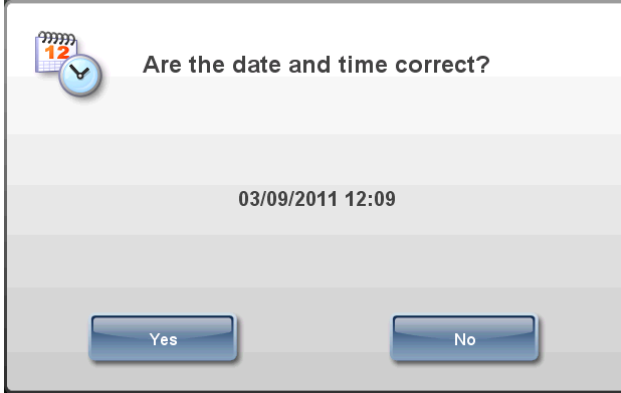 12
Are the date and time correct?
03/09/2011 12:09
Yes
No